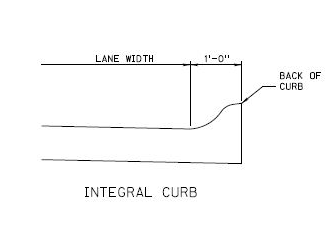 LANE WIDTH
1'-0"
BACK OF
CURB
INTEGRAL CURB